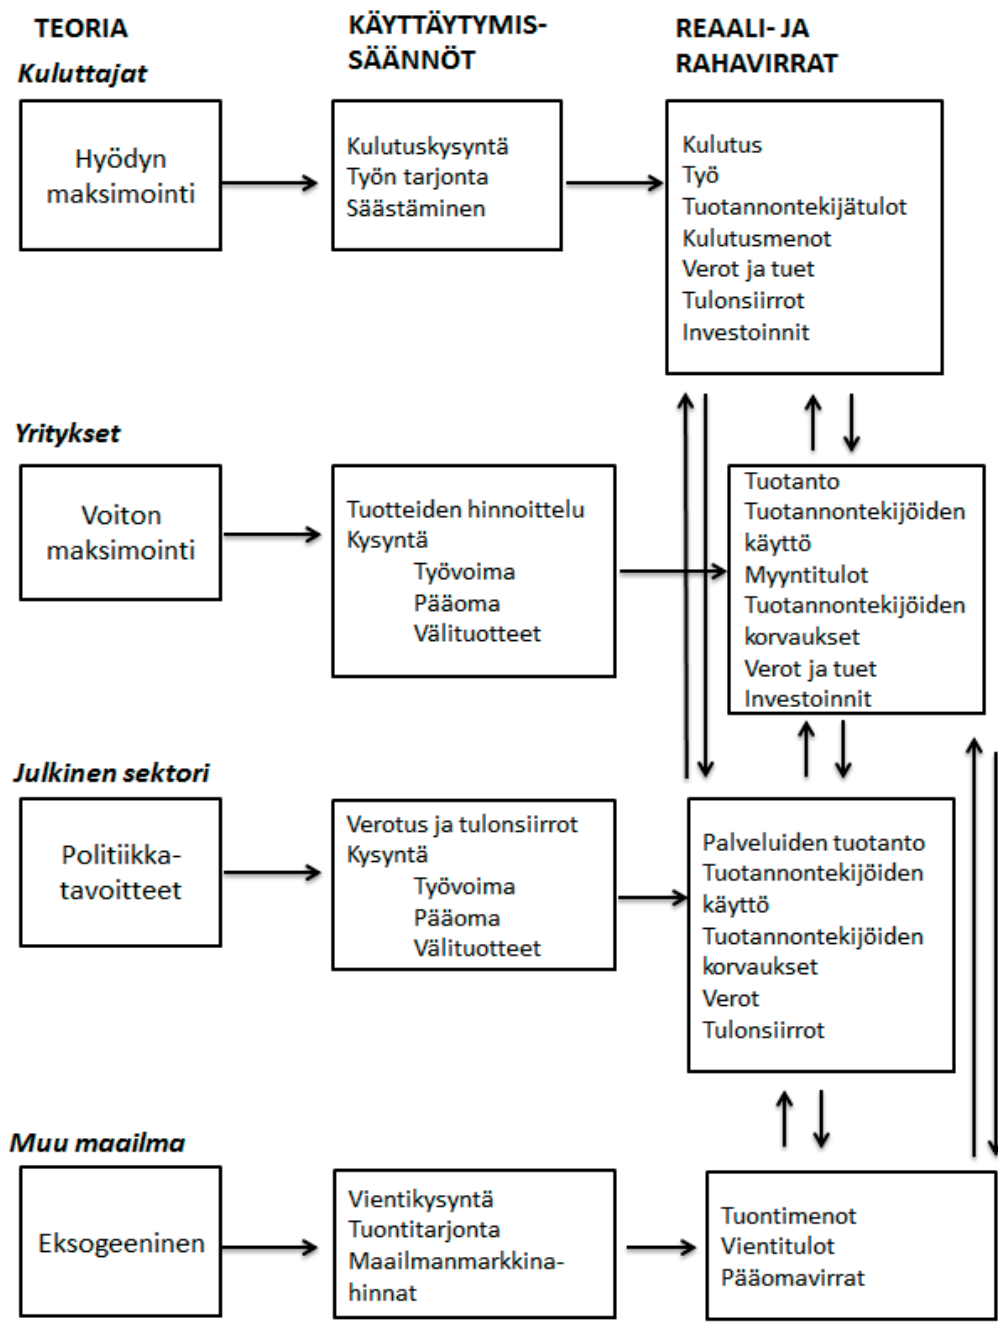 TEORIA
KÄYTTÄYTYMIS-
SÄÄNNÖT
REAALI- JA
RAHAVIRRAT
Kuluttajat
Hyödyn
maksimointi
Kulutuskysyntä
Työn tarjonta
Säästäminen
Kulutus
Työ
Tuotannontekijätulot
Kulutusmenot
Verot ja tuet
Tulonsiirrot
Investoinnit
Yritykset
Voiton
maksimointi
Tuotteiden hinnoittelu
Kysyntä
Työvoima
Pääoma
Välituotteet
Tuotanto
Tuotannontekijöiden
käyttö
Myyntitulot
Tuotannontekijöiden
korvaukset
Verot ja tuet
Investoinnit
Julkinen sektori
Politiikka-
tavoitteet
Verotus ja tulonsiirrot
Kysyntä
Työvoima
Pääoma
Välituotteet
Palveluiden tuotanto
Tuotannontekijöiden
käyttö
Tuotannontekijöiden
korvaukset
Verot
Tulonsiirrot
Muu maailma
Eksogeeninen
Vientikysyntä
Tuontitarjonta
Maailmanmarkkina-
hinnat
Tuontimenot
Vientitulot
Pääomavirrat